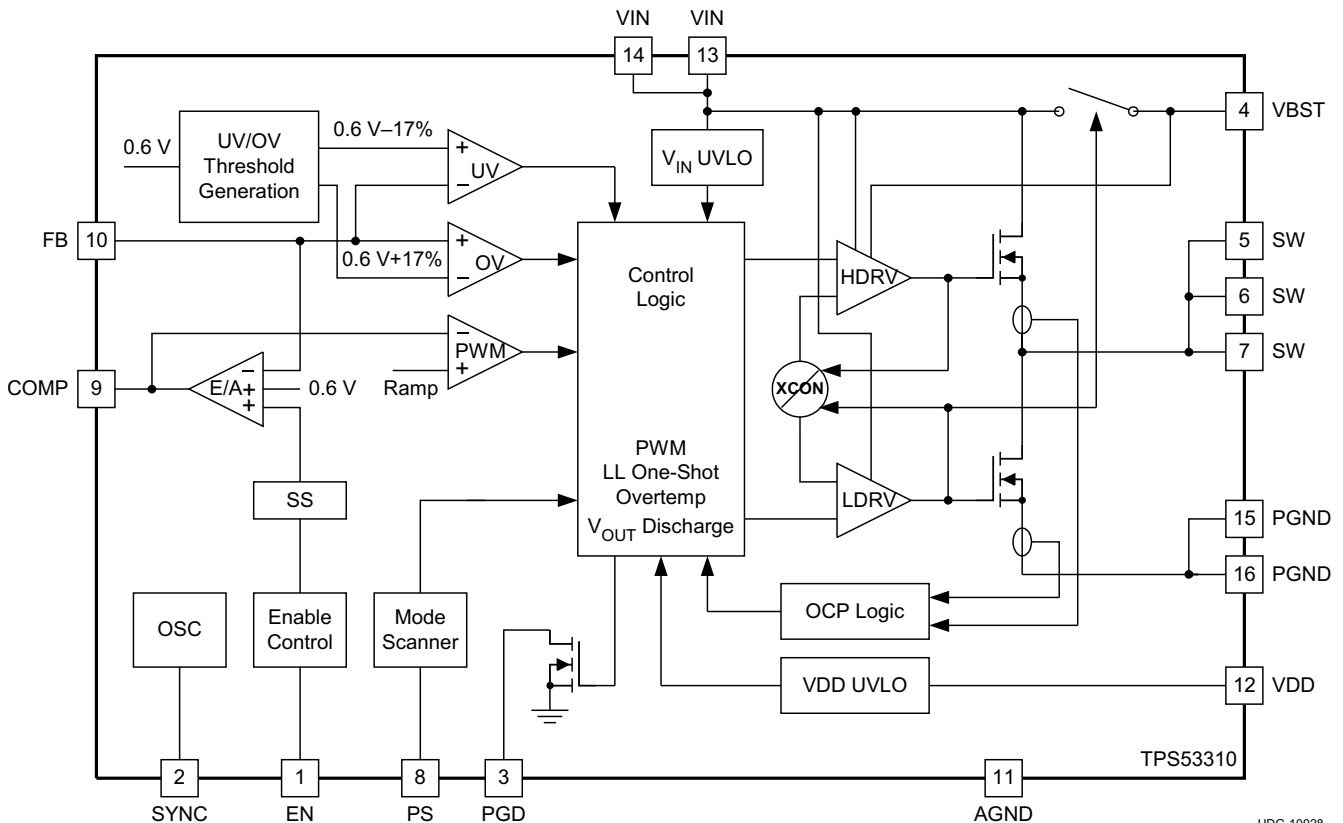 VIN VIN
14 13
4 VBST
0.6 V
UV/OV
Threshold
Generation
0.6 V–17%
+
UV
–
VIN UVLO
FB 10
0.6 V+17%
+
OV
–
Control
Logic
HDRV
5 SW
6 SW
7 SW
–
PWM
+
Ramp
COMP 9
–
E/A+
+
0.6 V
XCON
PWM
LL One-Shot
Overtemp
VOUT Discharge
LDRV
SS
15 PGND
16 PGND
OSC
Enable
Control
Mode
Scanner
OCP Logic
VDD UVLO
12 VDD
TPS53310
2 1 8 3 11
SYNC EN PS PGD AGND
UDG-10028